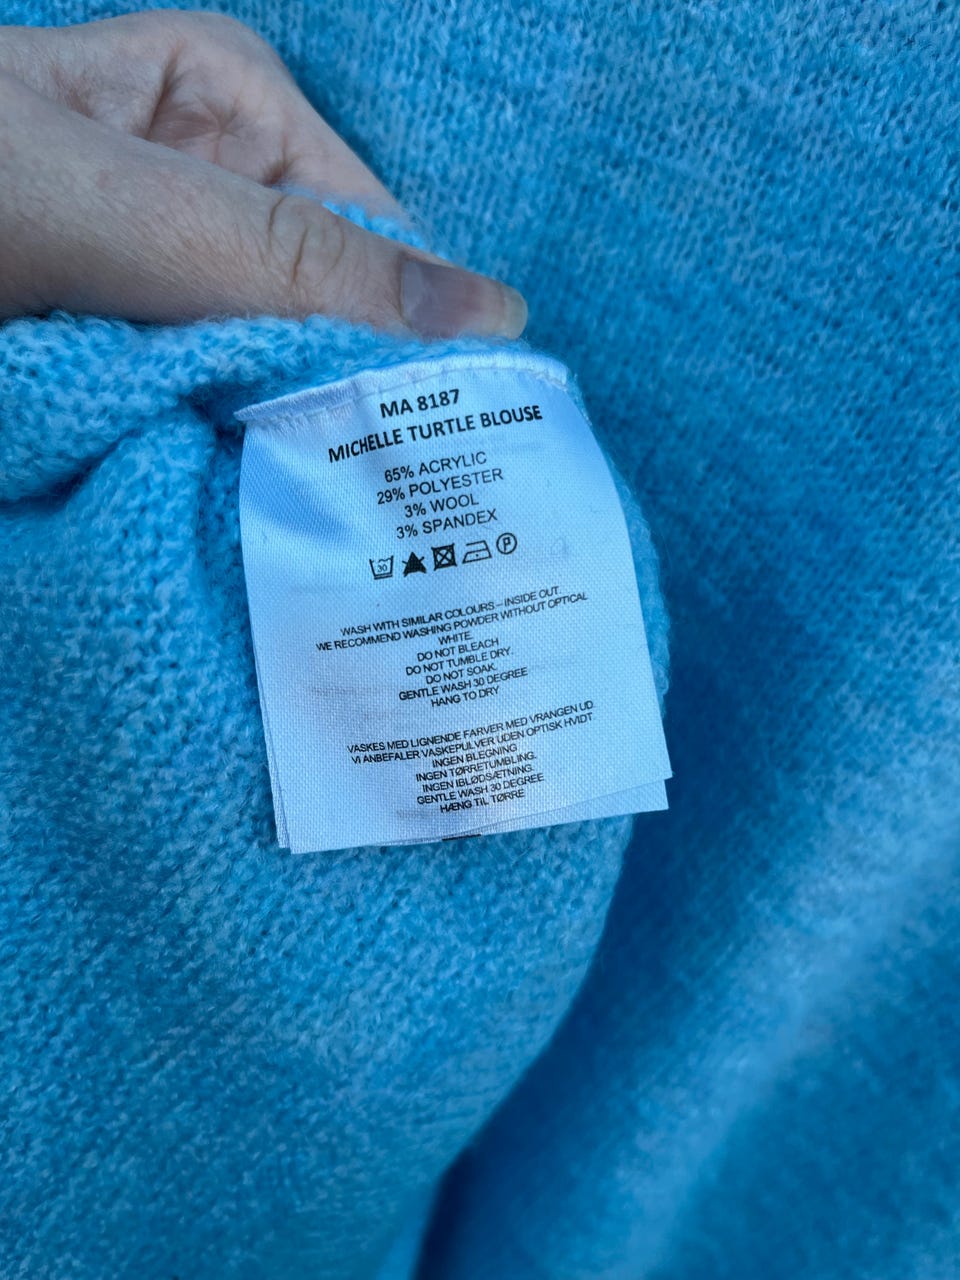 MA 8187
MICHELLE TURTLE BLOUSE
65% ACRYLIC
29% POLYESTER
3% WOOL
3% SPANDEX
30 P
WASH WITH SIMILAR COLOURS – INSIDE OUT.
WE RECOMMEND WASHING POWDER WITHOUT OPTICAL
WHITE.
DO NOT BLEACH
DO NOT TUMBLE DRY.
DO NOT SOAK.
GENTLE WASH 30 DEGREE
HANG TO DRY
VASKES MED LIGNENDE FARVER MED VRANGEN UD.
VI ANBEFALER VASKEPULVER UDEN OPTISK HVIDT.
INGEN BLEGNING
INGEN TØRRETUMBLING.
INGEN IBLØDSÆTNING.
GENTLE WASH 30 DEGREE
HÆNG TIL TØRRE